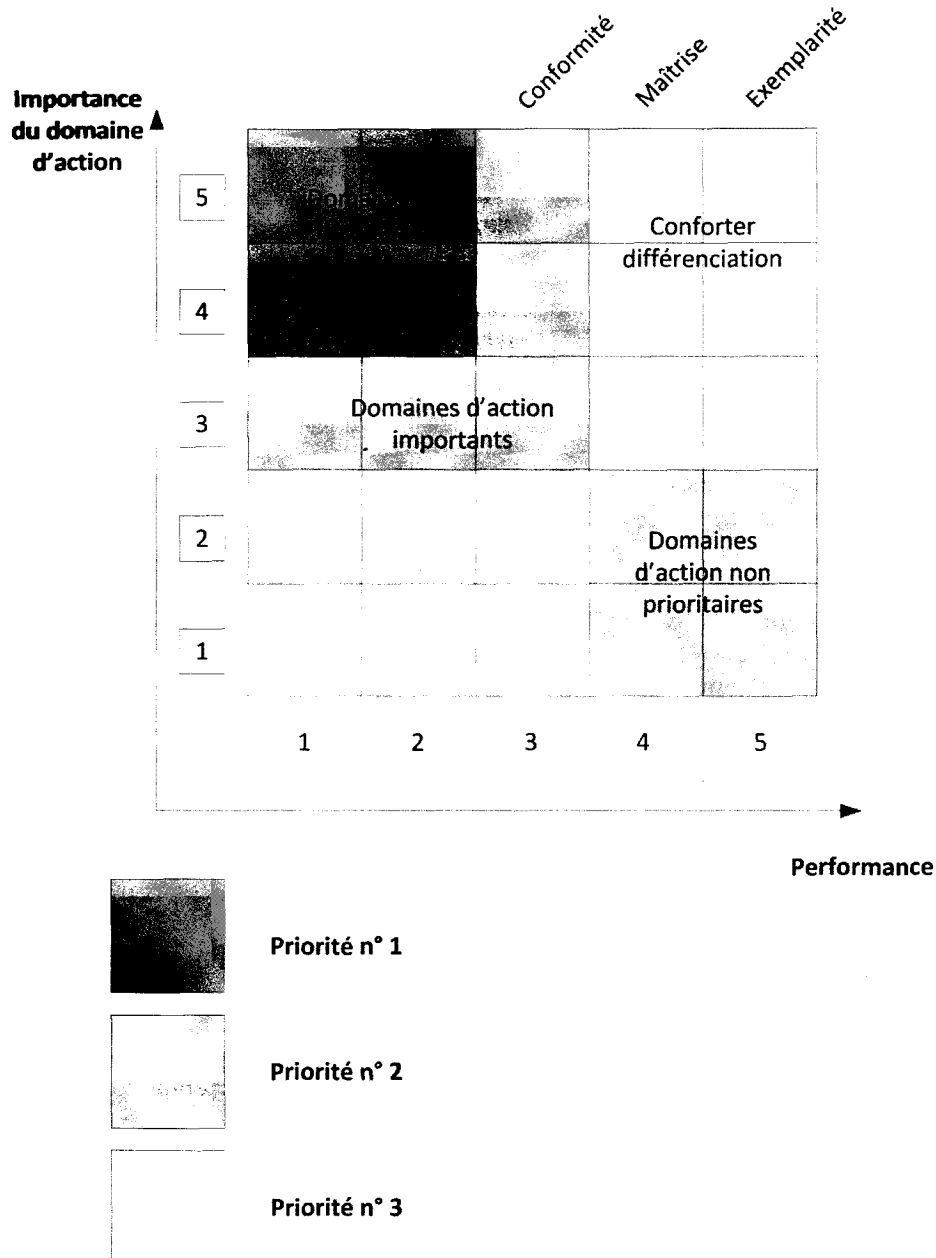 Conformité
Maîtrise
Exemplarité
Importance
du domaine
d'action
5
Conforter
différenciation
4
3
Domaines d'action
importants
2
Domaines
d'action non
prioritaires
1
1 2 3 4 5
Performance
Priorité n° 1
Priorité n° 2
Priorité n° 3